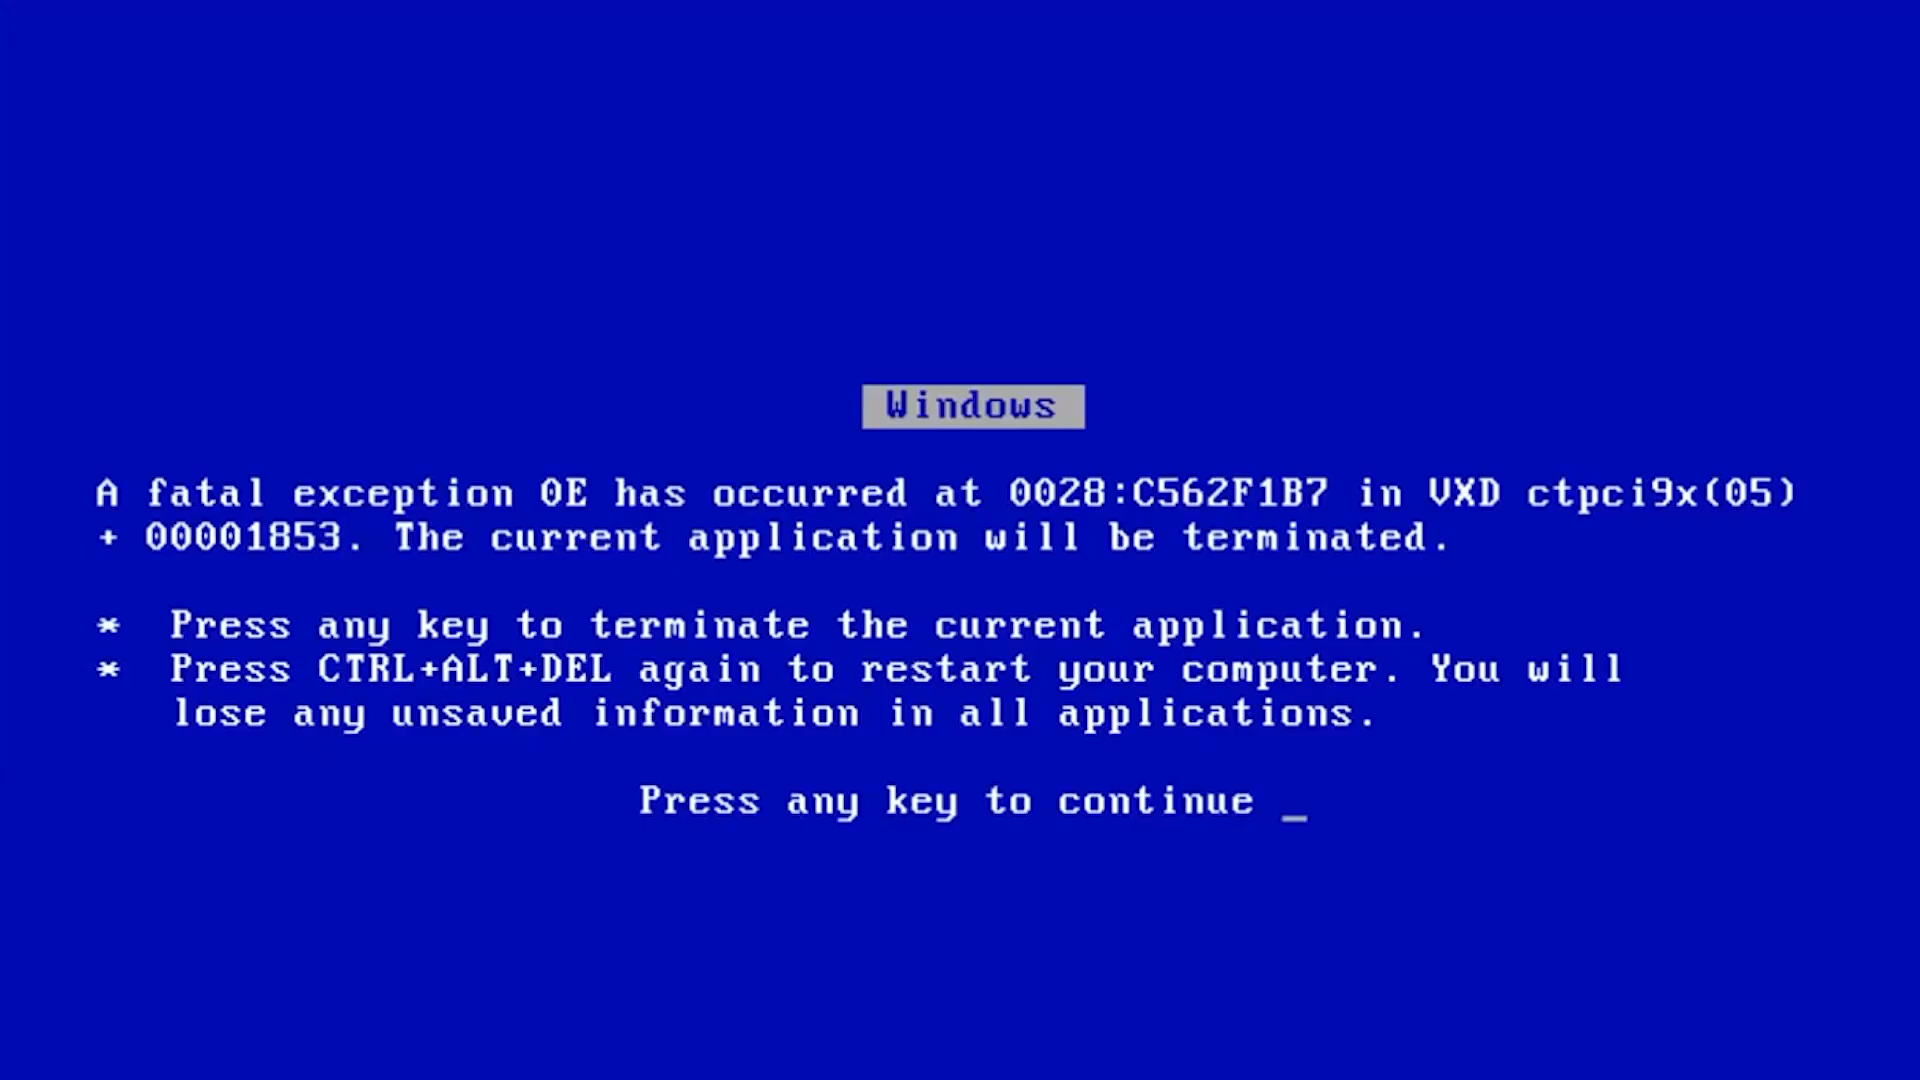 Windows
A fatal exception 0E has occurred at 0028:C562F1B7 in VXD ctpci9x(05)
+ 00001853. The current application will be terminated.
*  Press any key to terminate the current application.
*  Press CTRL+ALT+DEL again to restart your computer. You will
lose any unsaved information in all applications.
Press any key to continue _